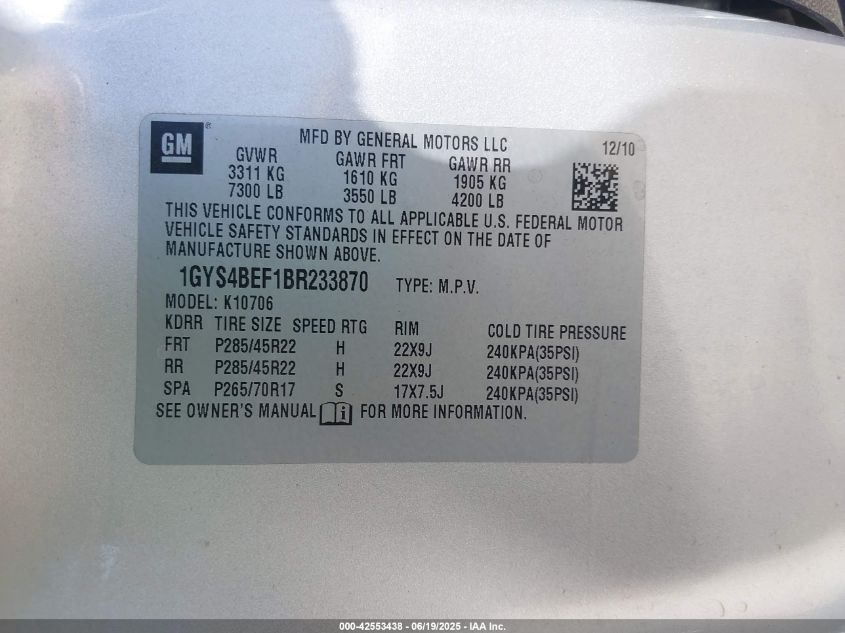 GM ®
MFD BY GENERAL MOTORS LLC 12/10
GVWR GAWR FRT GAWR RR
3311 KG 1610 KG 1905 KG
7300 LB 3550 LB 4200 LB
THIS VEHICLE CONFORMS TO ALL APPLICABLE U.S. FEDERAL MOTOR
VEHICLE SAFETY STANDARDS IN EFFECT ON THE DATE OF
MANUFACTURE SHOWN ABOVE.
1GYS4BEF1BR233870 TYPE: M.P.V.
MODEL: K10706
KDRR TIRE SIZE SPEED RTG RIM COLD TIRE PRESSURE
FRT P285/45R22 H 22X9J 240KPA(35PSI)
RR P285/45R22 H 22X9J 240KPA(35PSI)
SPA P265/70R17 S 17X7.5J 240KPA(35PSI)
SEE OWNER'S MANUAL i FOR MORE INFORMATION.
000-42553438 - 06/19/2025 - IAA Inc.